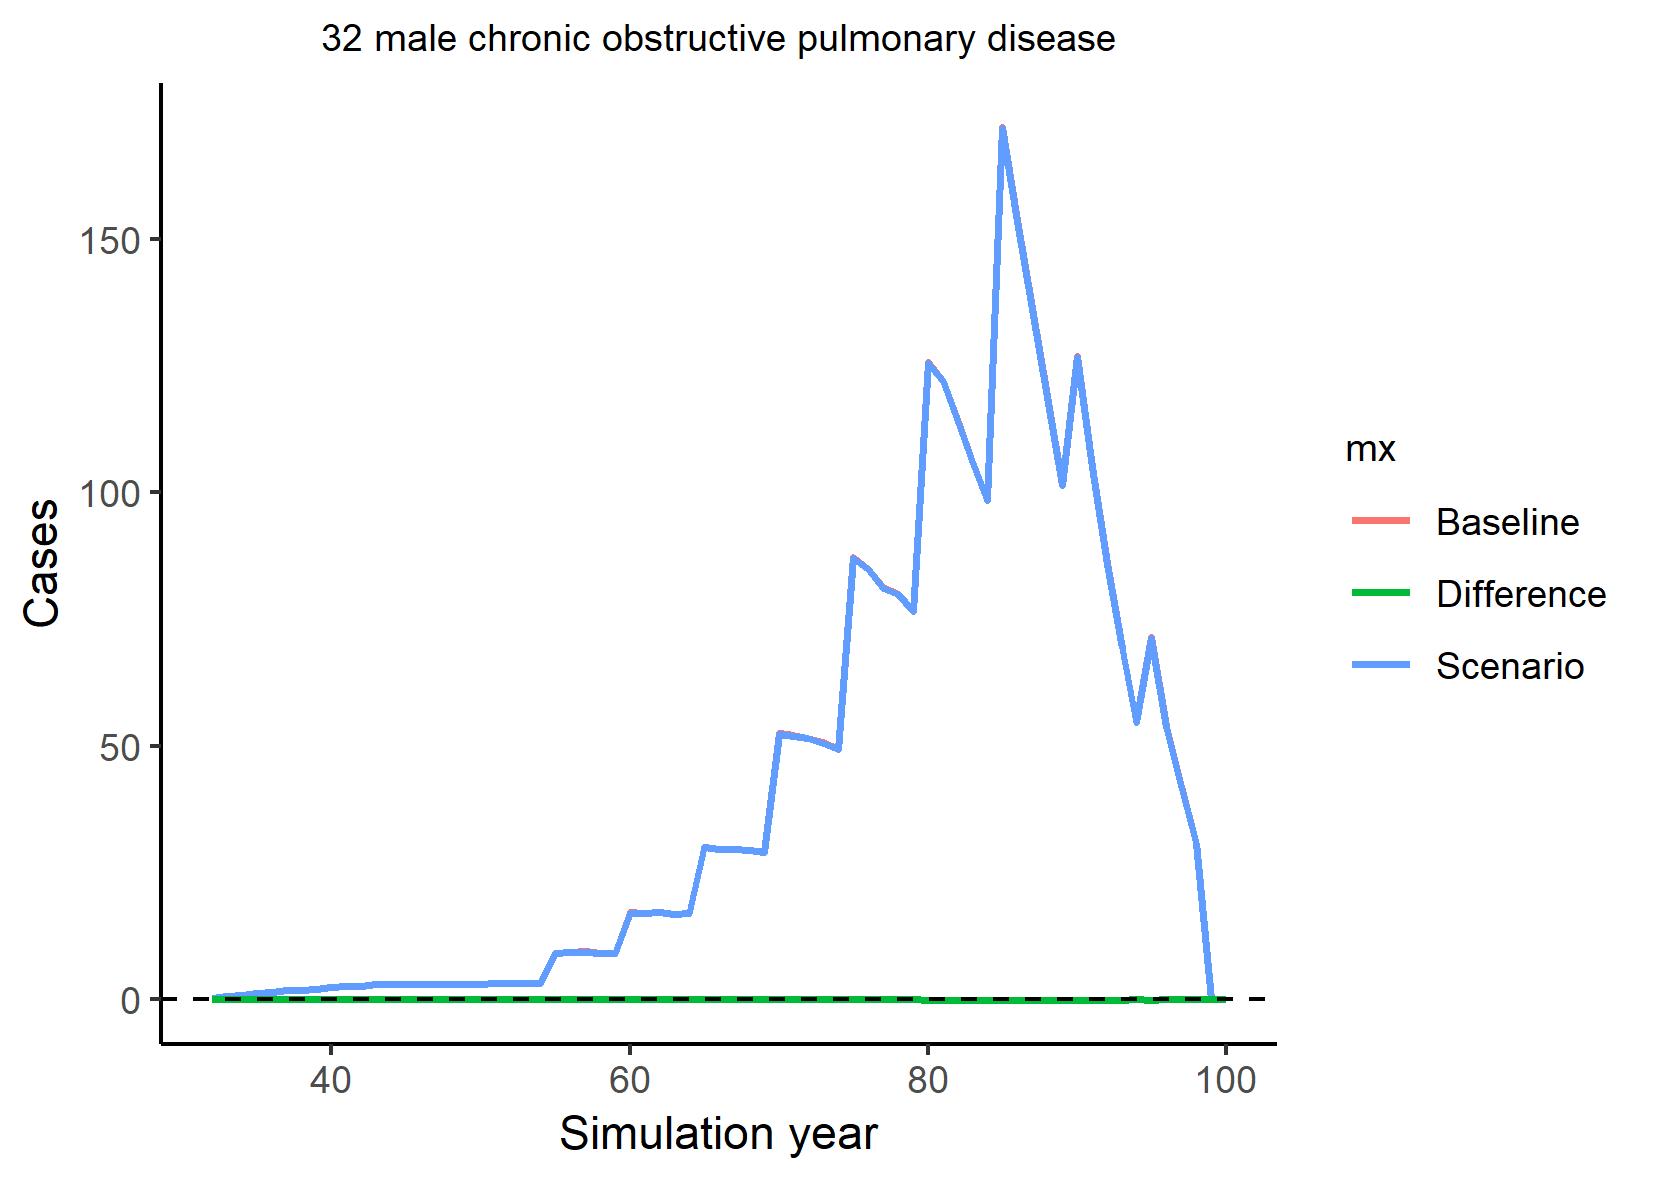 32 male chronic obstructive pulmonary disease
150
100
50
0
Cases
40 60 80 100
Simulation year
mx
Baseline
Difference
Scenario